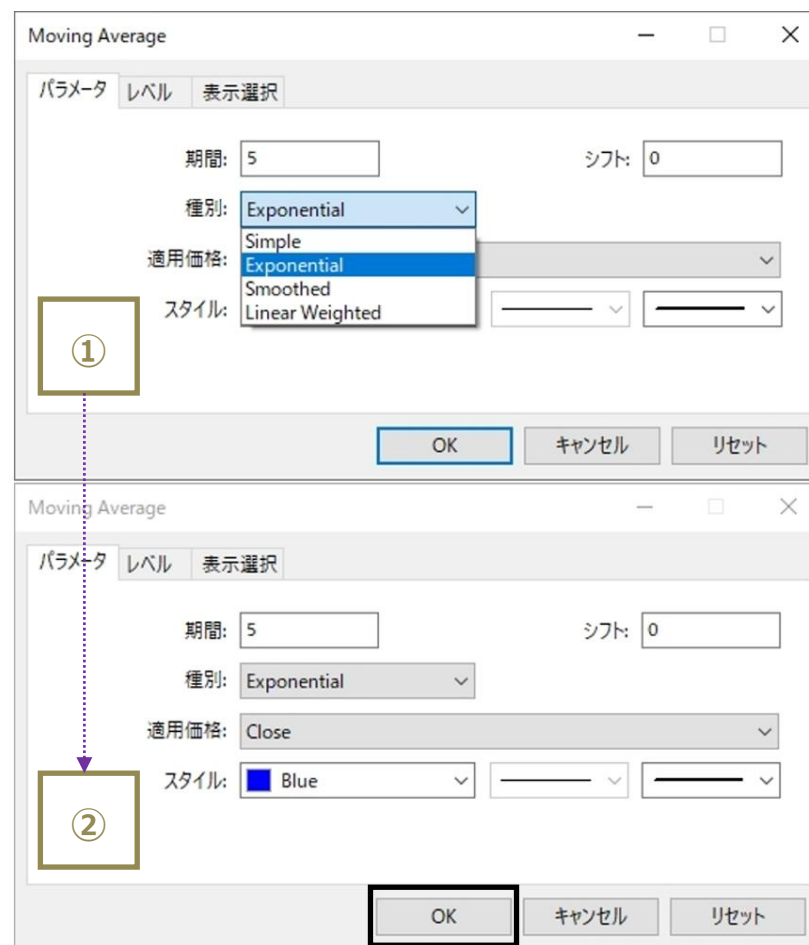 Moving Average
パラメータ レベル 表示選択
期間: 5 シフト: 0
種別: Exponential
Simple
適用価格: Exponential
Smoothed
スタイル: Linear Weighted
①
OK キャンセル リセット
Moving Average
パラメータ レベル 表示選択
期間: 5 シフト: 0
種別: Exponential
適用価格: Close
スタイル: Blue
②
OK キャンセル リセット